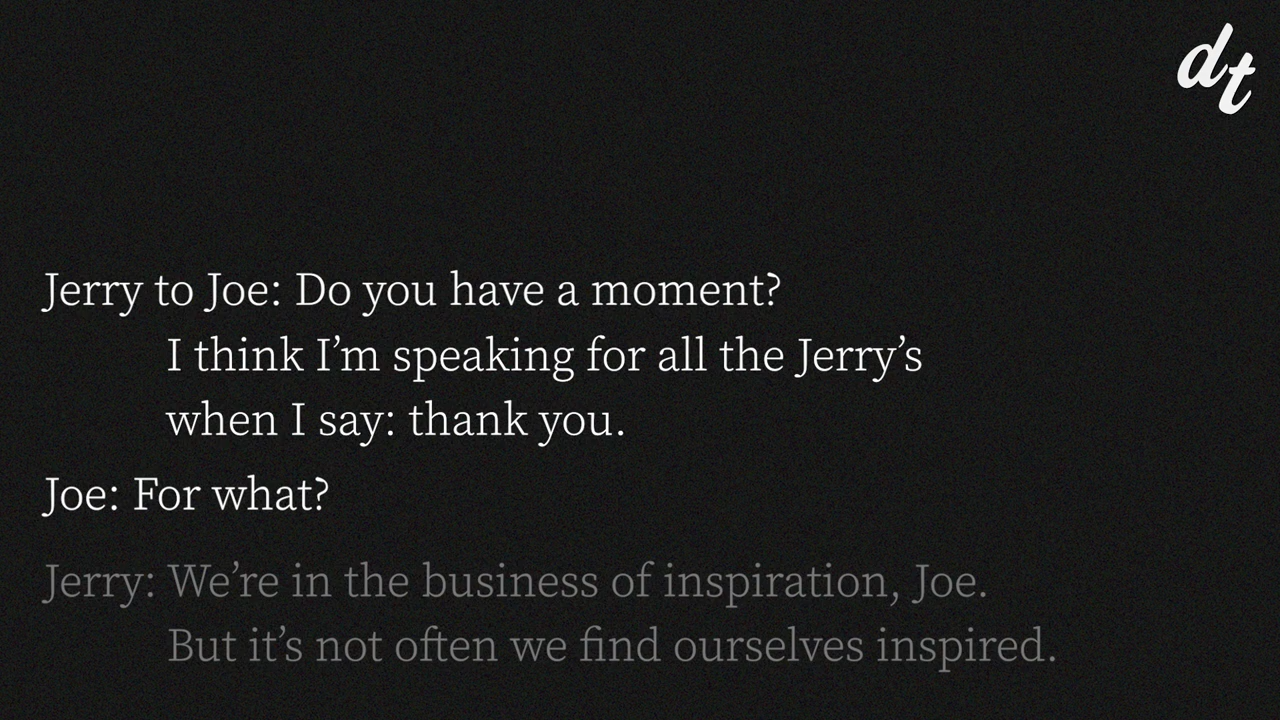 dt
Jerry to Joe: Do you have a moment?
I think I’m speaking for all the Jerry’s
when I say: thank you.
Joe: For what?
Jerry: We’re in the business of inspiration, Joe.
But it’s not often we find ourselves inspired.